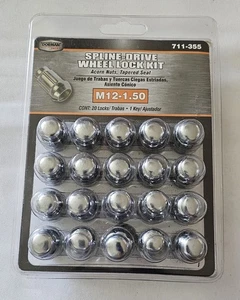 DORMAN
711-355
SPLINE DRIVE
WHEEL LOCK KIT
Acorn Nuts; Tapered Seat
Juego de Trabas y Tuercas Ciegas Estriadas,
Asiento Cónico
M12-1.50
CONT: 20 Locks/ Trabas • 1 Key/ Ajustador